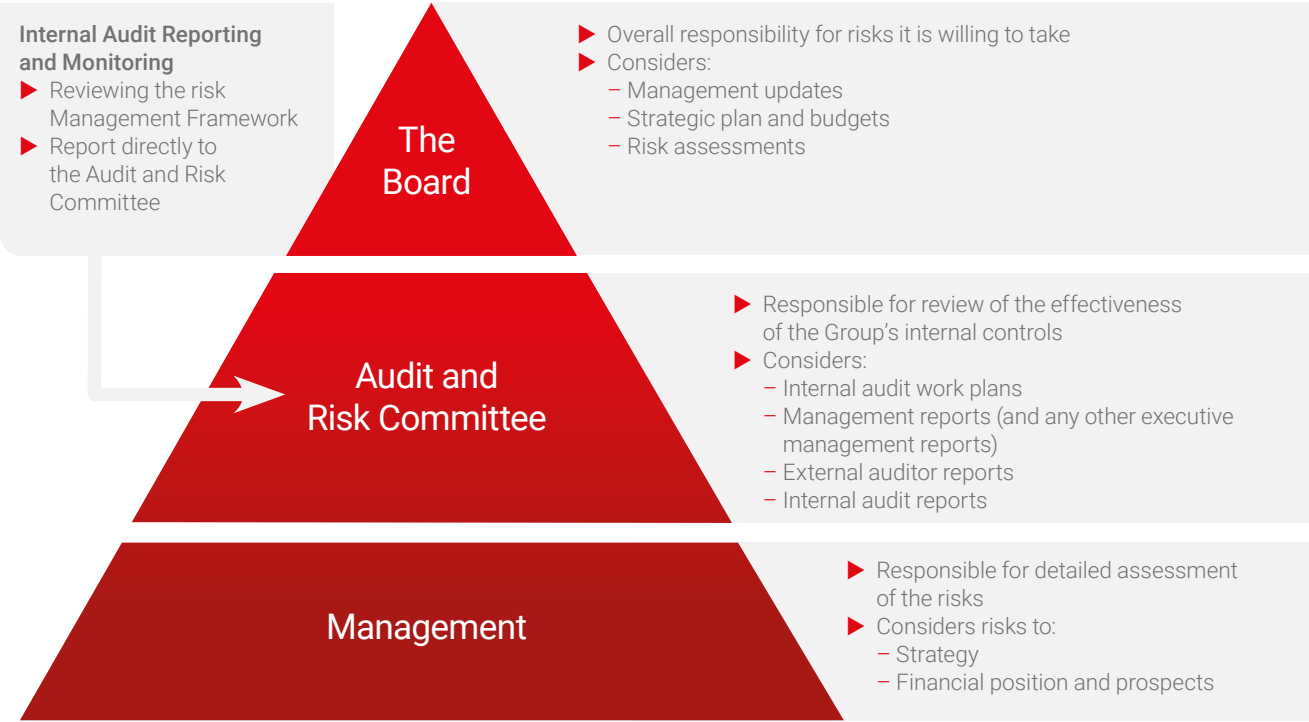 Internal Audit Reporting
and Monitoring
▶ Reviewing the risk
Management Framework
▶ Report directly to
the Audit and Risk
Committee
The
Board
▶ Overall responsibility for risks it is willing to take
▶ Considers:
– Management updates
– Strategic plan and budgets
– Risk assessments
Audit and
Risk Committee
▶ Responsible for review of the effectiveness
of the Group’s internal controls
▶ Considers:
– Internal audit work plans
– Management reports (and any other executive
management reports)
– External auditor reports
– Internal audit reports
Management
▶ Responsible for detailed assessment
of the risks
▶ Considers risks to:
– Strategy
– Financial position and prospects